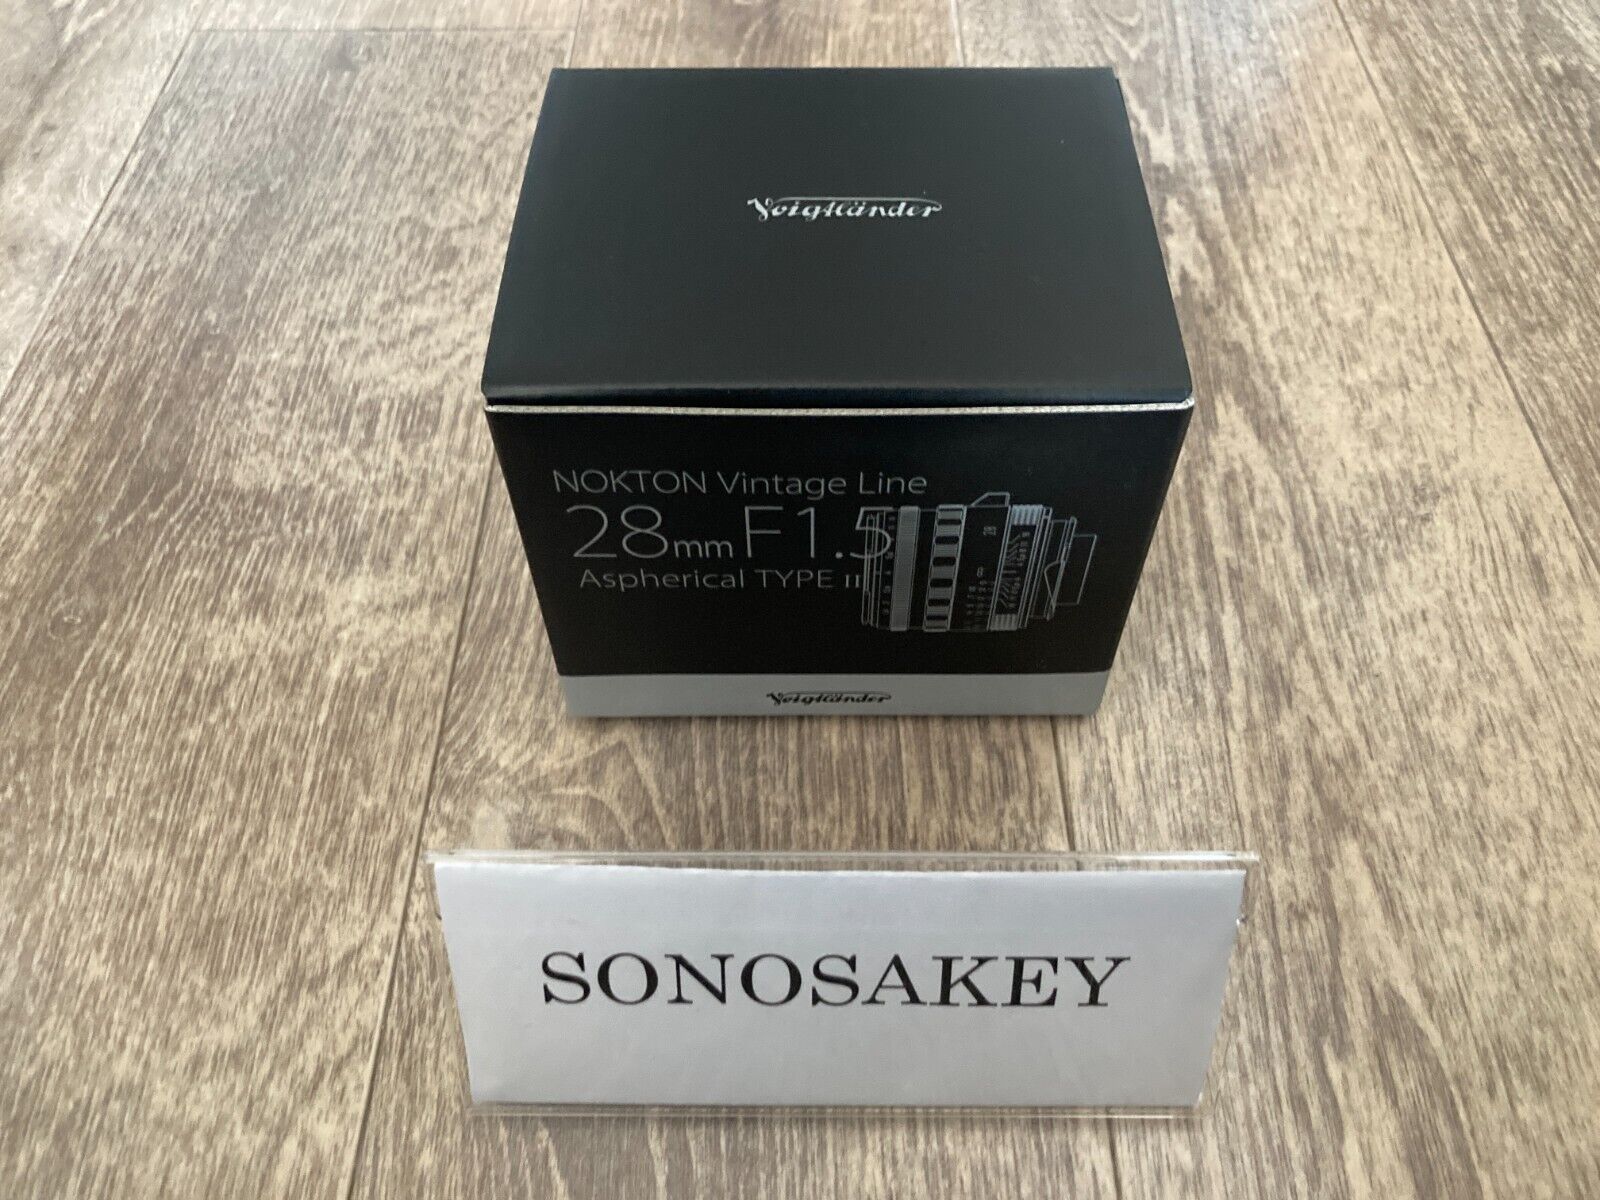 Voigtländer
NOKTON Vintage Line
28mm F1.5
Aspherical TYPE II
28
∞
Voigtländer
SONOSAKEY